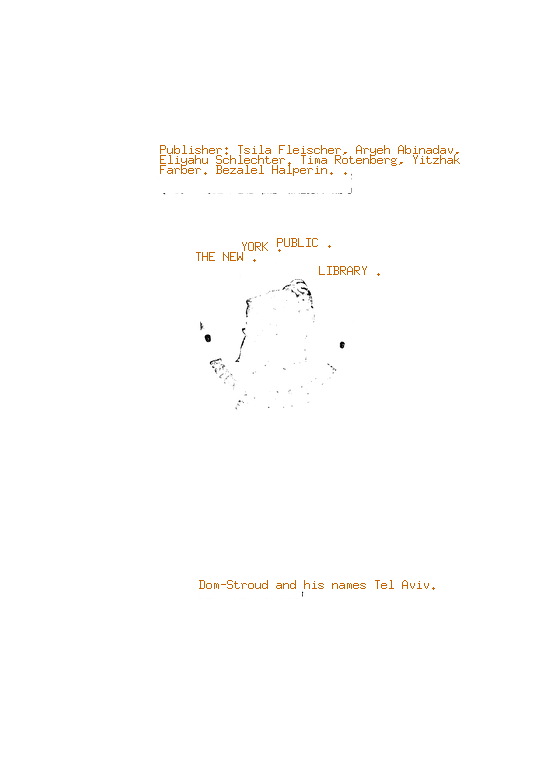 Publisher: Tsila Fleischer, Aryeh Abinadav,
Eliyahu Schlechter, Tima Rotenberg, Yitzhak
Farber. Bezalel Halperin. .
THE NEW . YORK . PUBLIC .
LIBRARY .
Dom-Stroud and his names Tel Aviv.